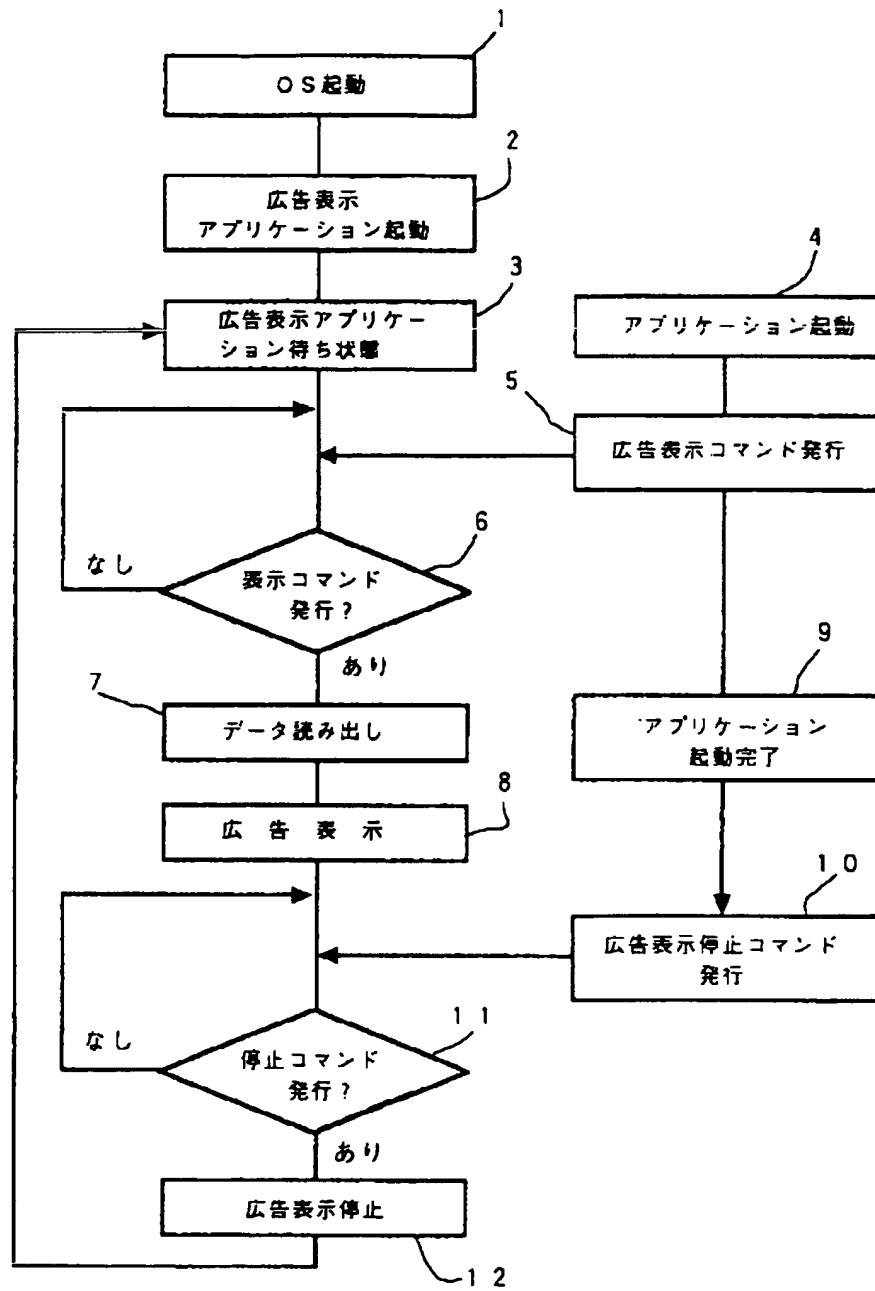 1
OS起動
2
広告表示
アプリケーション起動
3
広告表示アプリケー
ション待ち状態
4
アプリケーション起動
5
広告表示コマンド発行
6
表示コマンド
発行?
なし
あり
7
データ読み出し
8
広告表示
9
アプリケーション
起動完了
10
広告表示停止コマンド
発行
11
停止コマンド
発行?
なし
あり
広告表示停止
12